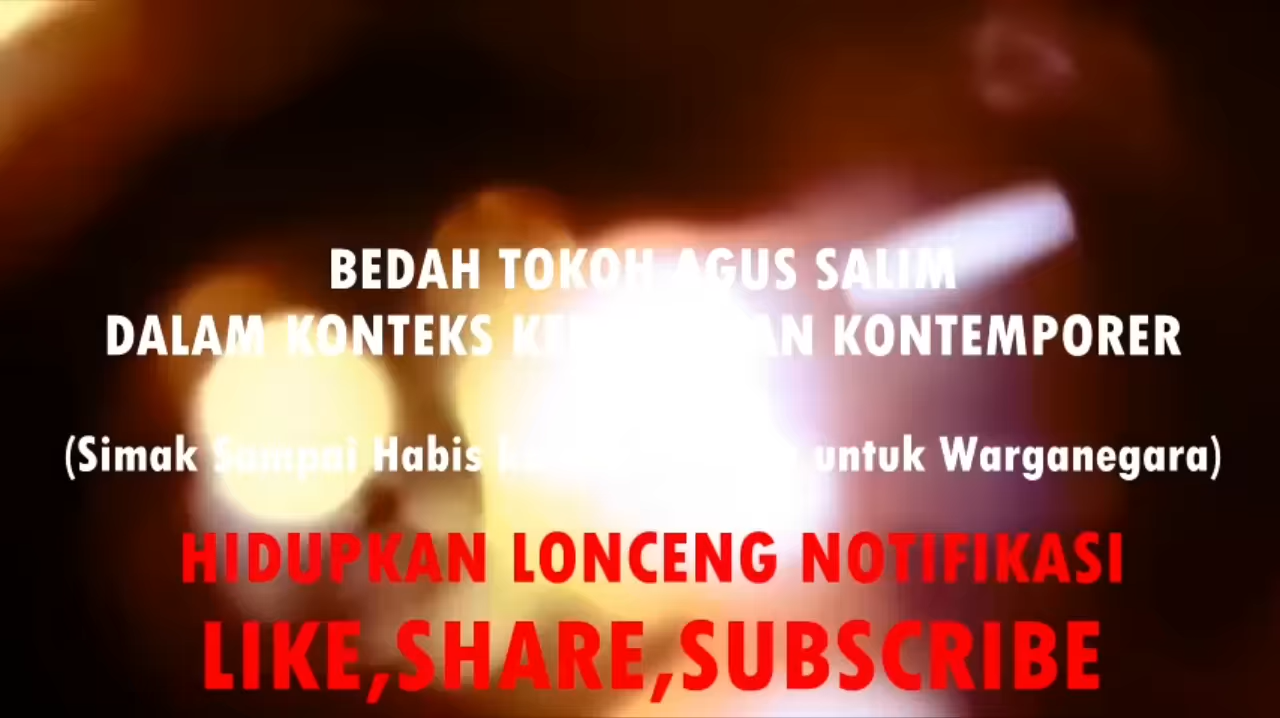 BEDAH TOKOH AGUS SALIM
DALAM KONTEKS KONTEMPORER
(Simak Sampai Habis untuk Warganegara)
HIDUPKAN LONCENG NOTIFIKASI
LIKE,SHARE,SUBSCRIBE